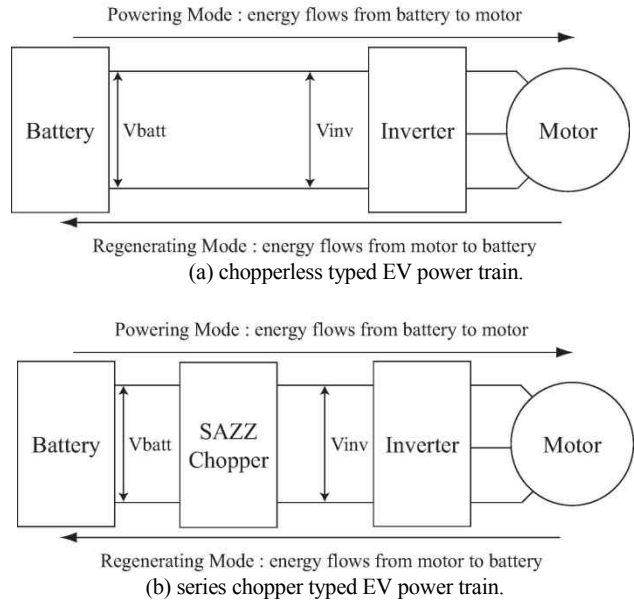 Powering Mode : energy flows from battery to motor
Battery
Vbatt
Vinv
Inverter
Motor
Regenerating Mode : energy flows from motor to battery
(a) chopperless typed EV power train.
Powering Mode : energy flows from battery to motor
Battery
Vbatt
SAZZ
Chopper
Vinv
Inverter
Motor
Regenerating Mode : energy flows from motor to battery
(b) series chopper typed EV power train.